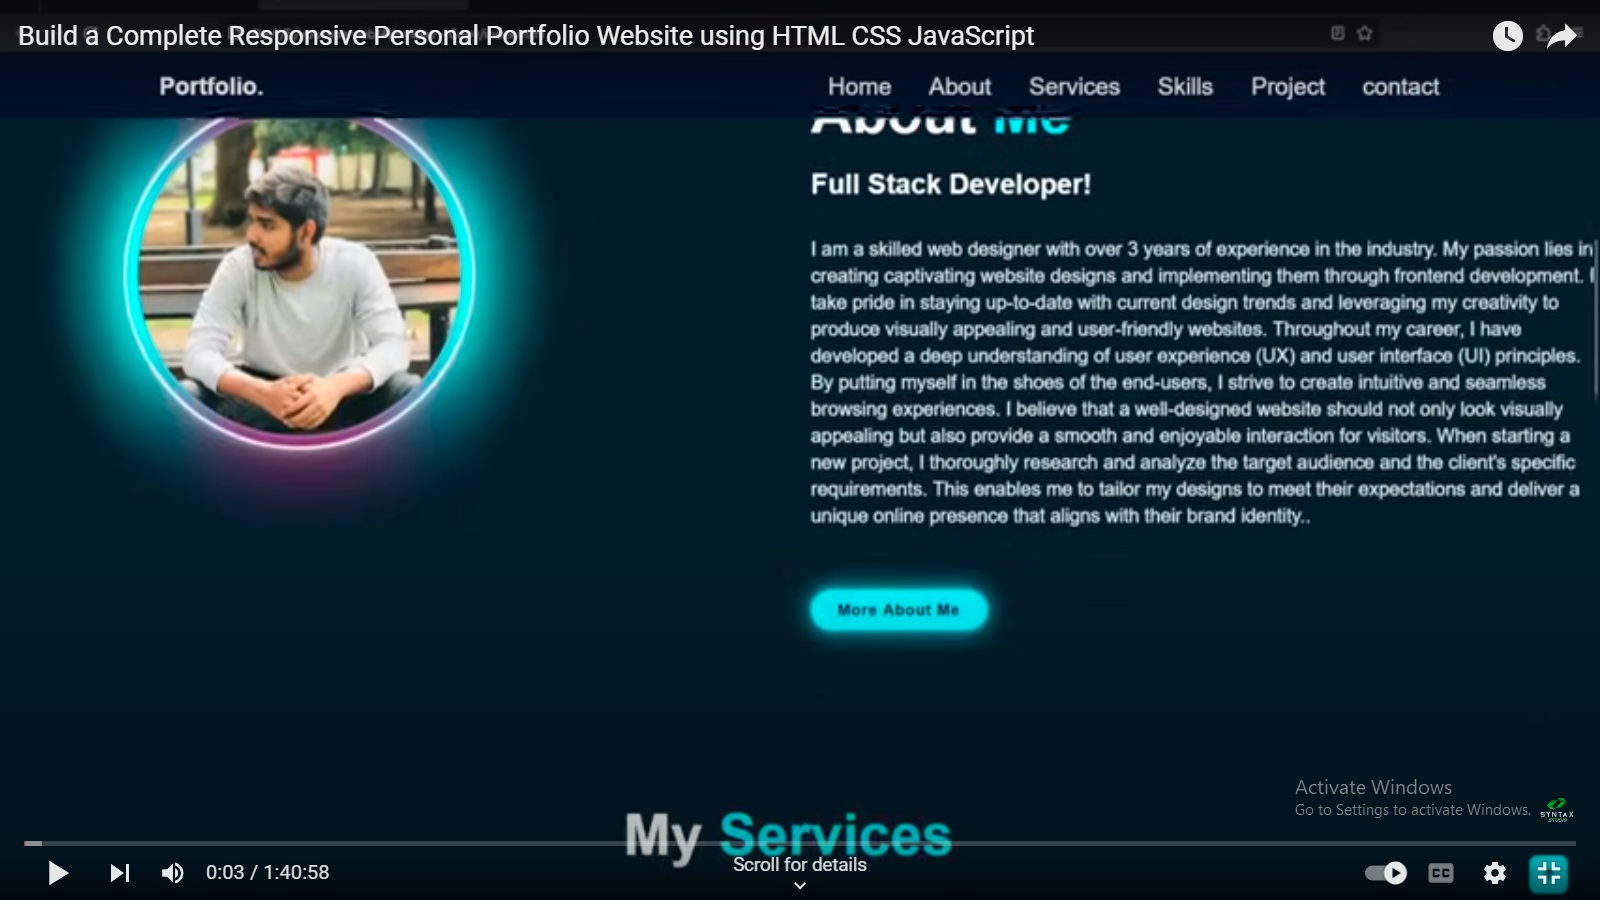 Build a Complete Responsive Personal Portfolio Website using HTML CSS JavaScript
Portfolio.
Home About Services Skills Project contact
About Me
Full Stack Developer!
I am a skilled web designer with over 3 years of experience in the industry. My passion lies in
creating captivating website designs and implementing them through frontend development. I
take pride in staying up-to-date with current design trends and leveraging my creativity to
produce visually appealing and user-friendly websites. Throughout my career, I have
developed a deep understanding of user experience (UX) and user interface (UI) principles.
By putting myself in the shoes of the end-users, I strive to create intuitive and seamless
browsing experiences. I believe that a well-designed website should not only look visually
appealing but also provide a smooth and enjoyable interaction for visitors. When starting a
new project, I thoroughly research and analyze the target audience and the client's specific
requirements. This enables me to tailor my designs to meet their expectations and deliver a
unique online presence that aligns with their brand identity..
More About Me
Activate Windows
Go to Settings to activate Windows.
SYNTAX
STUDIO
My Services
Scroll for details
0:03 / 1:40:58
CC